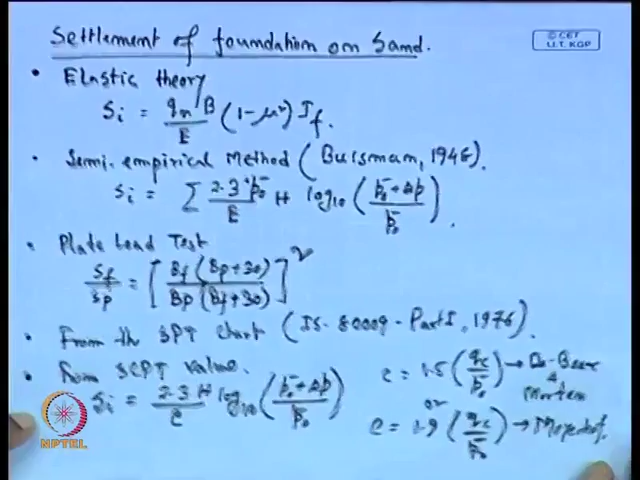 Settlement of foundation on Sand.
© CET
I.I.T. KGP
• Elastic theory
Si = qn B/E (1-μ²) If.
• Semi-empirical Method (Buisman, 1948).
Si = Σ 2.3 p̄o/E H log10 (p̄o+Δp/p̄o).
• Plate Load Test
Sf/Sp = [Bf(Bp+30)/Bp(Bf+30)]²
• From the SPT chart (IS-8009-Part I, 1976).
• From SCPT value.
Si = 2.3 H/C log10 (p̄o+Δp/p̄o)
C = 1.5 (qc/p̄o) → De-Beer & Morten
or
C = 1.9 (qc/p̄o) → Meyerhof.
NPTEL